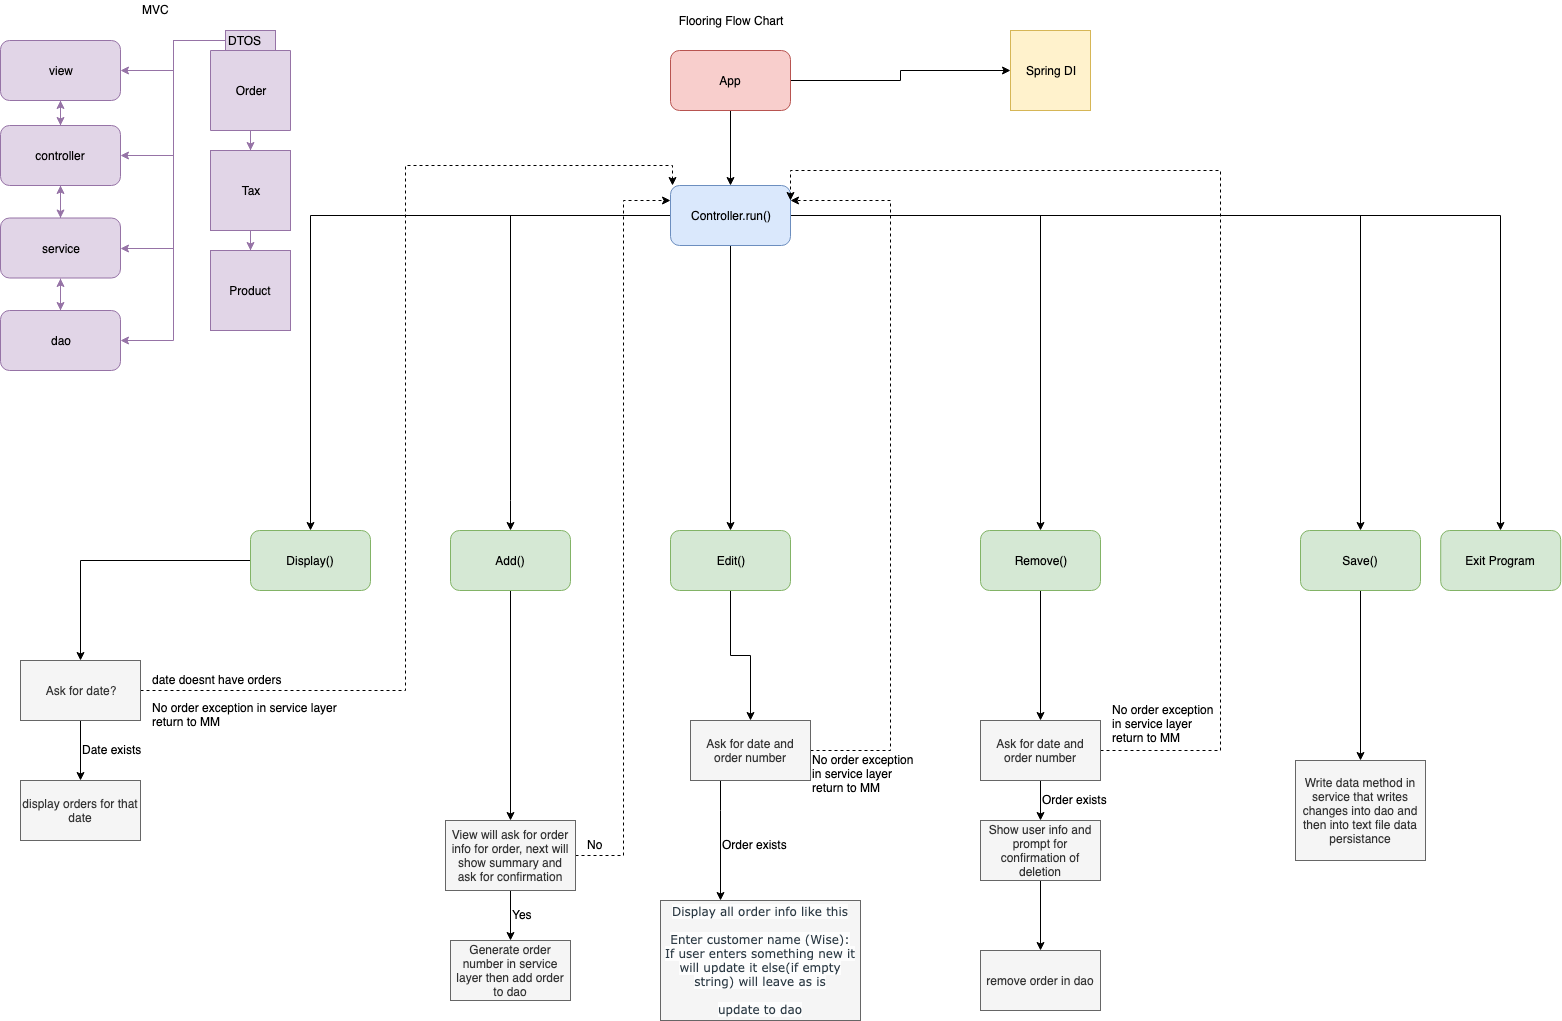 MVC
Flooring Flow Chart
DTOS
view
Order
App
Spring DI
controller
Tax
Controller.run()
service
Product
dao
Display()
Add()
Edit()
Remove()
Save()
Exit Program
Ask for date?
date doesnt have orders
No order exception in service layer
return to MM
Date exists
display orders for that
date
View will ask for order
info for order, next will
show summary and
ask for confirmation
No
Yes
Generate order
number in service
layer then add order
to dao
Ask for date and
order number
No order exception
in service layer
return to MM
Order exists
Display all order info like this
Enter customer name (Wise):
If user enters something new it
will update it else(if empty
string) will leave as is
update to dao
Ask for date and
order number
No order exception
in service layer
return to MM
Order exists
Show user info and
prompt for
confirmation of
deletion
remove order in dao
Write data method in
service that writes
changes into dao and
then into text file data
persistance